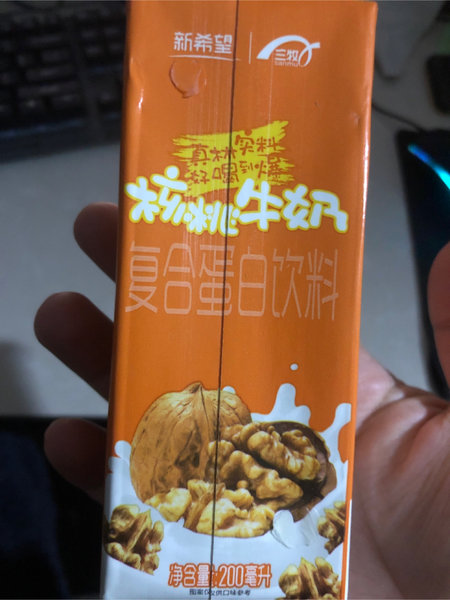 新希望
三牧
sanmu
真材实料
好喝到爆
核桃牛奶
复合蛋白饮料
净含量:200毫升
图案仅供口味参考